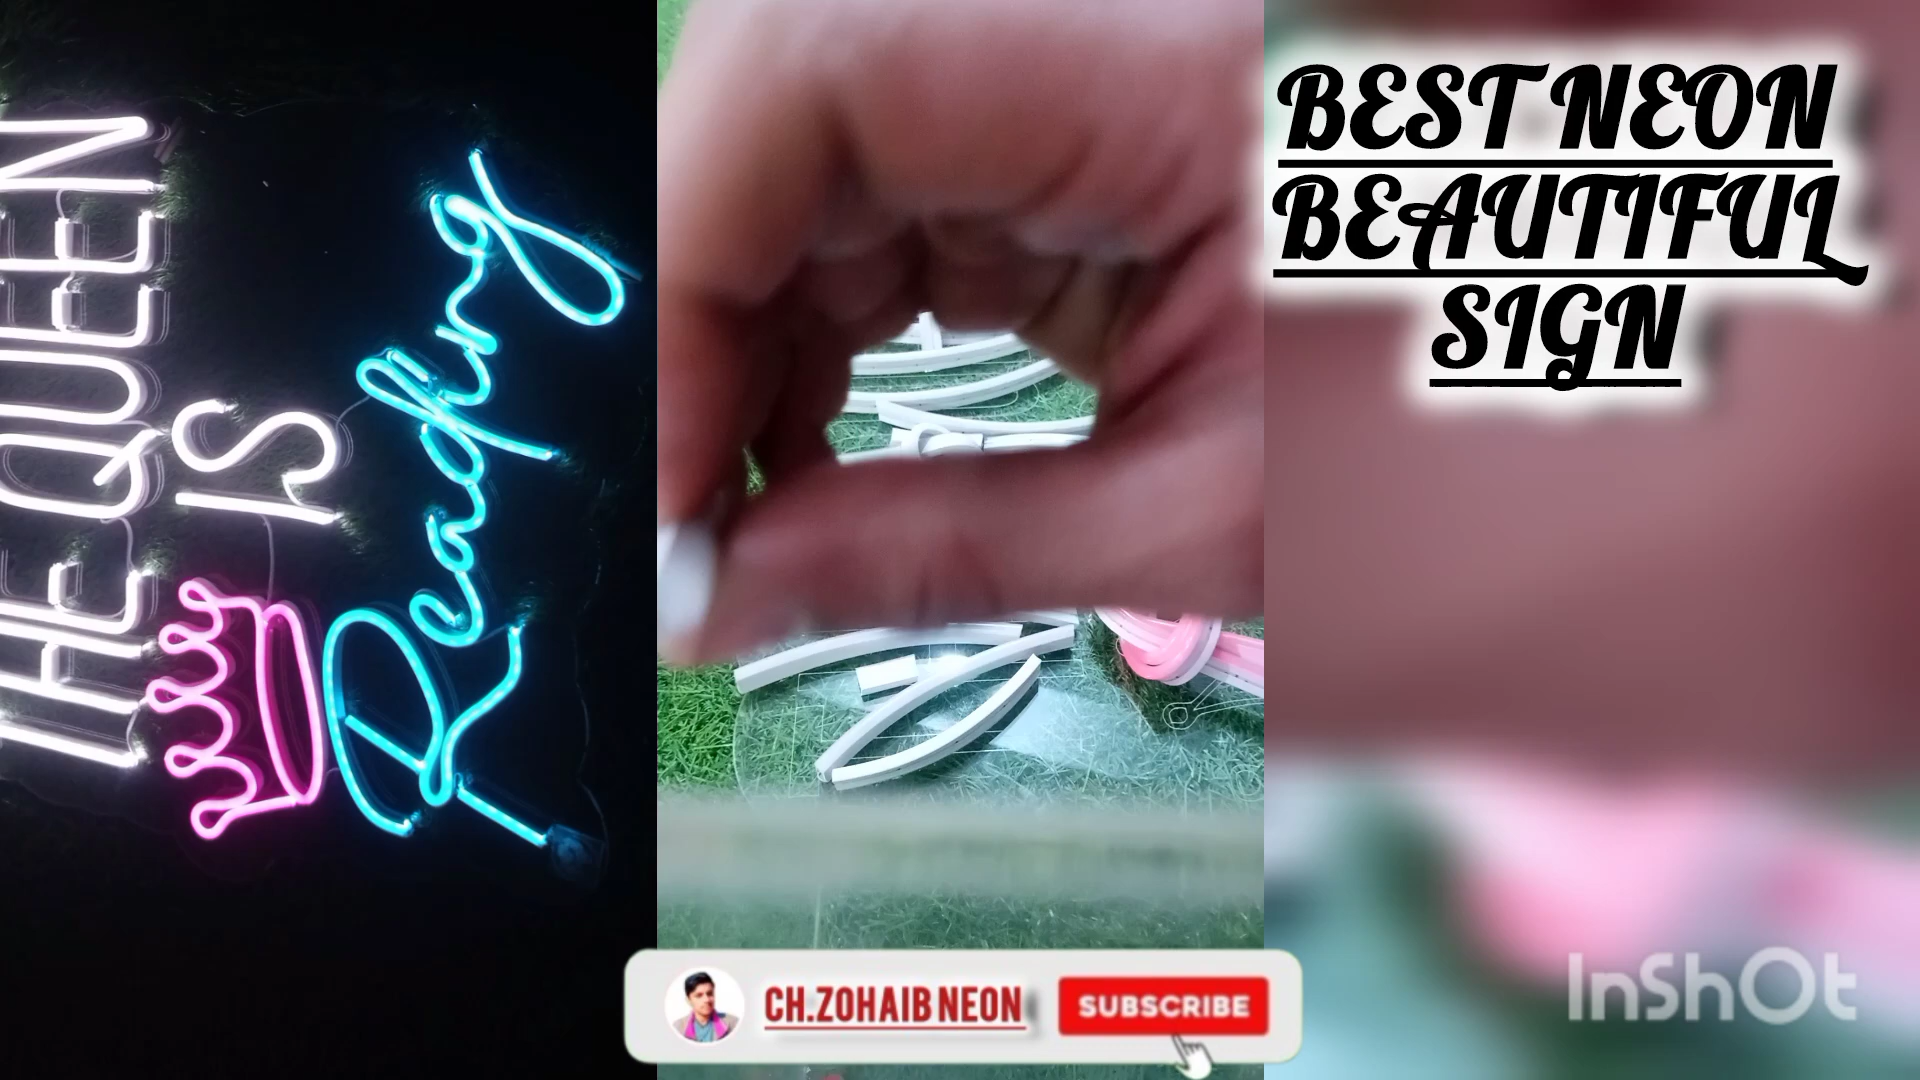 THE QUEEN
IS
Reading
BEST NEON
BEAUTIFUL
SIGN
CH.ZOHAIB NEON
SUBSCRIBE
InShOt